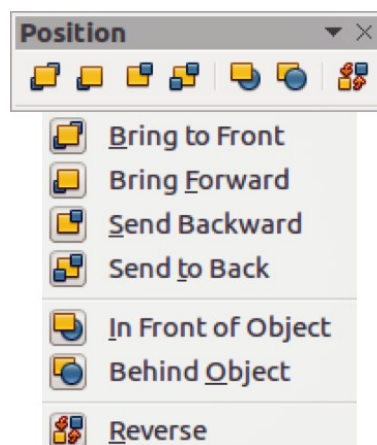 Position
Bring to Front
Bring Forward
Send Backward
Send to Back
In Front of Object
Behind Object
Reverse